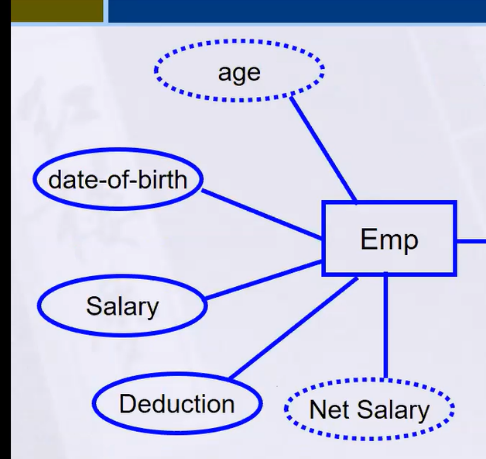 age
date-of-birth
Emp
Salary
Deduction
Net Salary